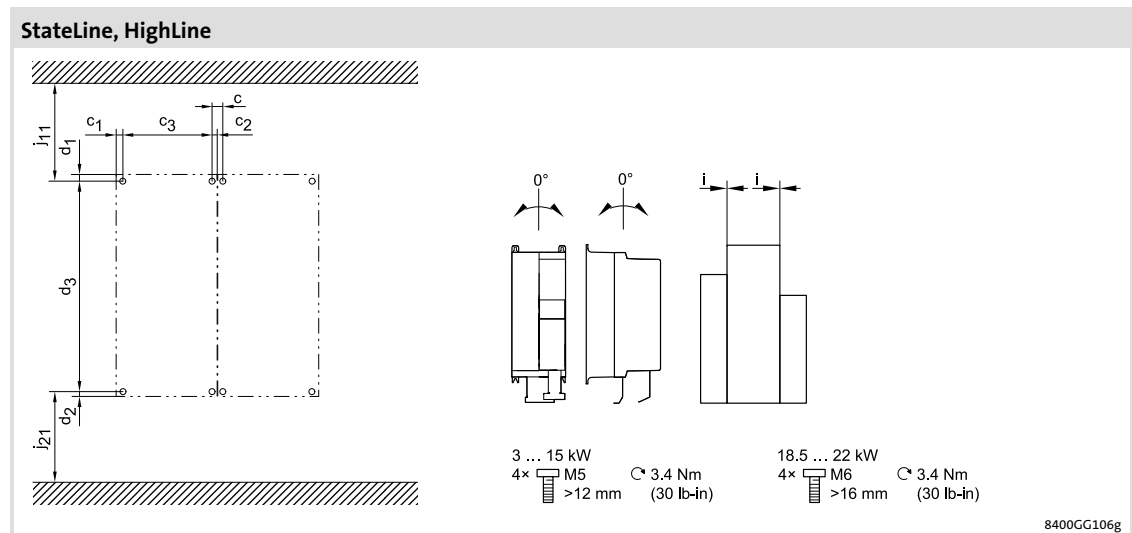 StateLine, HighLine
c
c1 c3 c2
j11
d1
d3
d2
j21
0° 0° i i
3 ... 15 kW
4× M5 3.4 Nm
>12 mm (30 lb-in)
18.5 ... 22 kW
4× M6 3.4 Nm
>16 mm (30 lb-in)
8400GG106g